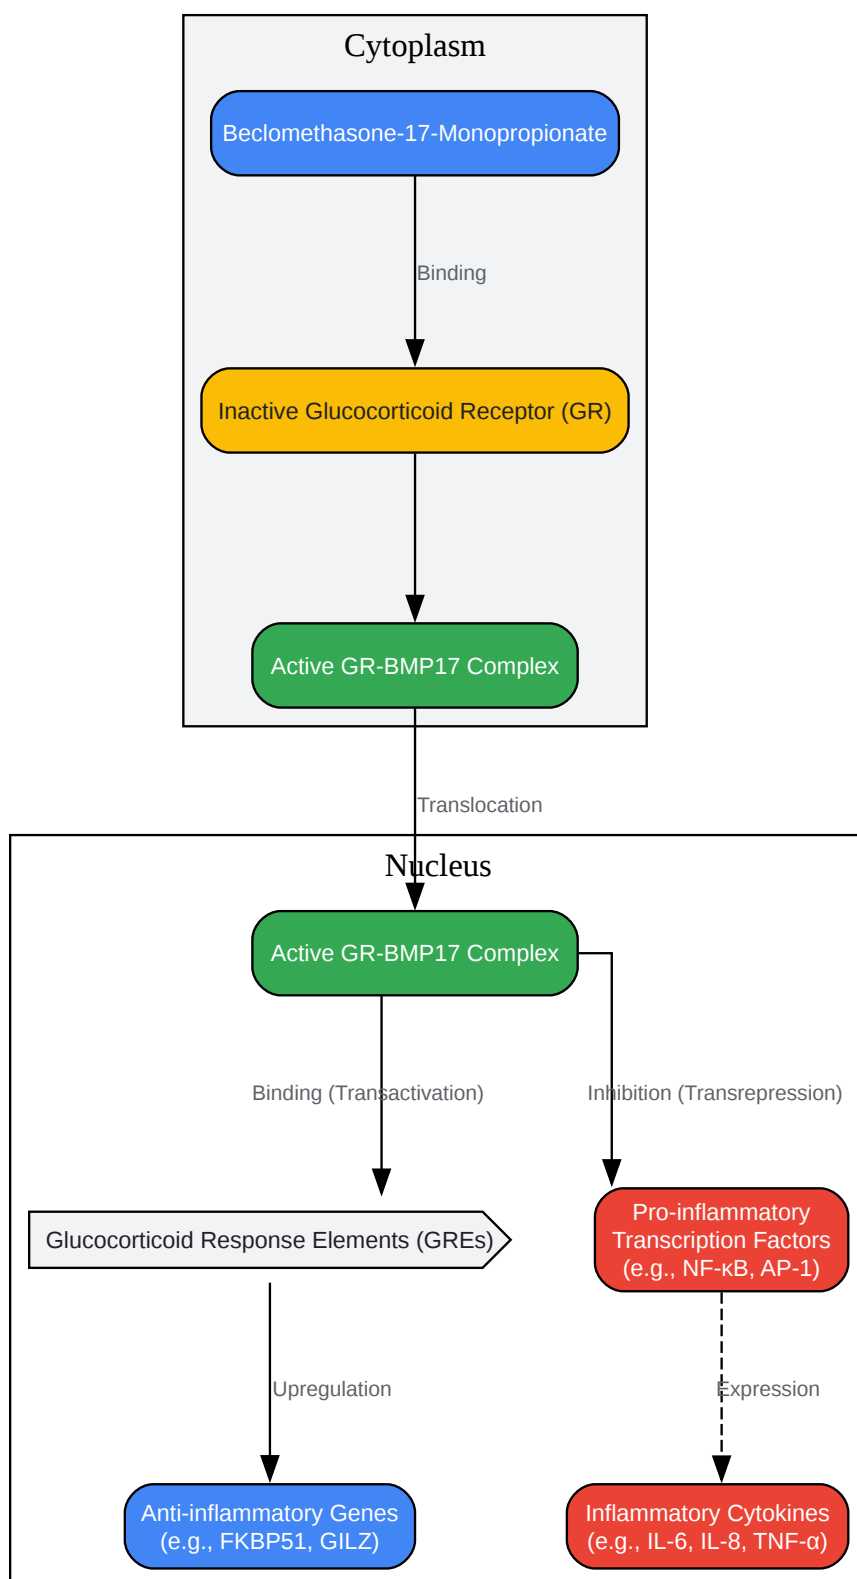 Cytoplasm
Beclomethasone-17-Monopropionate
Binding
Inactive Glucocorticoid Receptor (GR)
Active GR-BMP17 Complex
Translocation
Nucleus
Active GR-BMP17 Complex
Binding (Transactivation)
Inhibition (Transrepression)
Glucocorticoid Response Elements (GREs)
Pro-inflammatory
Transcription Factors
(e.g., NF-κB, AP-1)
Upregulation
Expression
Anti-inflammatory Genes
(e.g., FKBP51, GILZ)
Inflammatory Cytokines
(e.g., IL-6, IL-8, TNF-α)